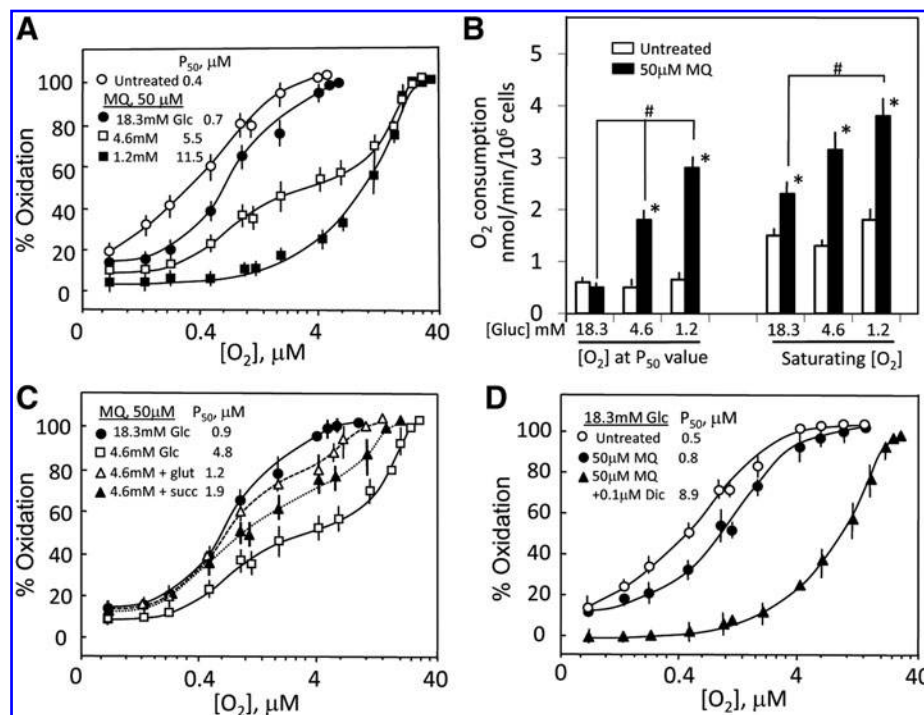 A
P50, μM
Untreated 0.4
MQ, 50 μM
18.3mM Glc 0.7
4.6mM 5.5
1.2mM 11.5
% Oxidation
100
80
60
40
20
0
0 0.4 4 40
[O2], μM
B
Untreated
50μM MQ
O2 consumption
nmol/min/10^6 cells
5
4
3
2
1
0
#
#
* *
* * *
[Gluc] mM 18.3 4.6 1.2 18.3 4.6 1.2
[O2] at P50 value Saturating [O2]
C
MQ, 50μM P50, μM
18.3mM Glc 0.9
4.6mM Glc 4.8
4.6mM + glut 1.2
4.6mM + succ 1.9
% Oxidation
100
80
60
40
20
0
0 0.4 4 40
[O2], μM
D
18.3mM Glc P50, μM
Untreated 0.5
50μM MQ 0.8
50μM MQ
+0.1μM Dic 8.9
% Oxidation
100
80
60
40
20
0
0 0.4 4 40
[O2], μM